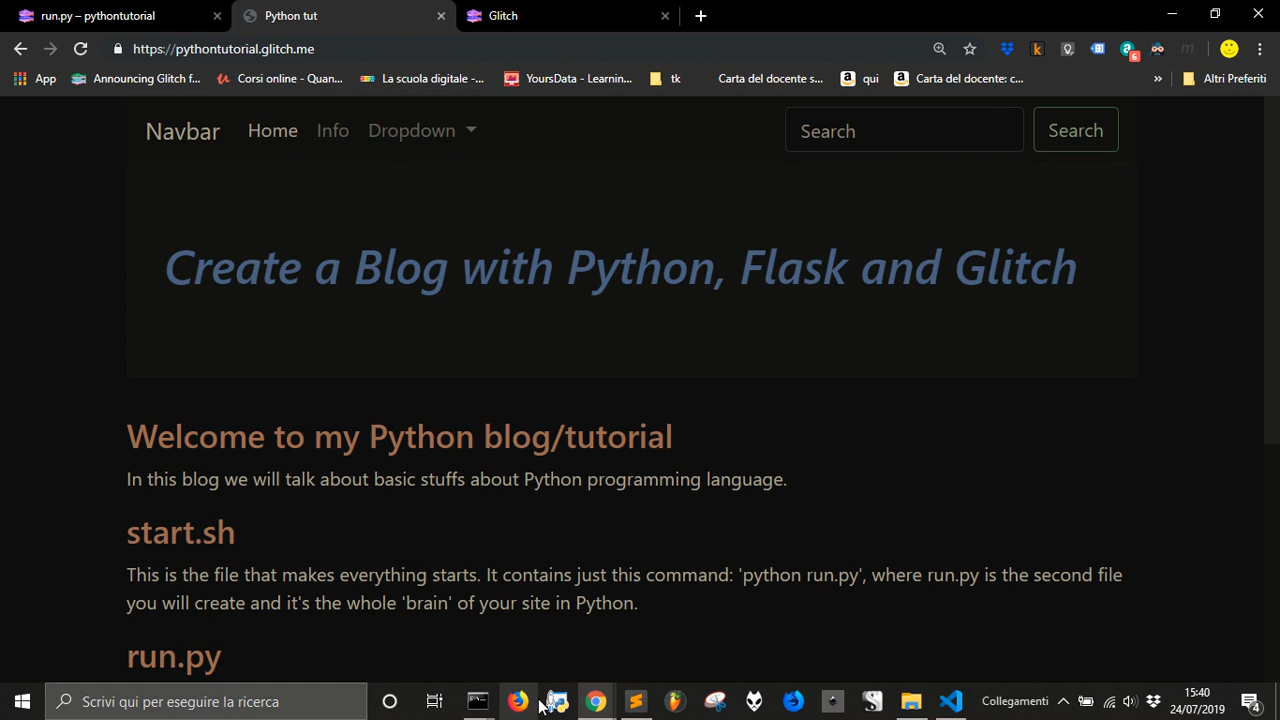 run.py – pythontutorial
Python tut
Glitch
https://pythontutorial.glitch.me
App
Announcing Glitch f...
Corsi online - Quan...
La scuola digitale -...
YoursData - Learnin...
tk
Carta del docente s...
qui
Carta del docente: c...
»
Altri Preferiti
6
Navbar
Home
Info
Dropdown
Search
Search
Create a Blog with Python, Flask and Glitch
Welcome to my Python blog/tutorial
In this blog we will talk about basic stuffs about Python programming language.
start.sh
This is the file that makes everything starts. It contains just this command: 'python run.py', where run.py is the second file
you will create and it's the whole 'brain' of your site in Python.
run.py
Scrivi qui per eseguire la ricerca
Collegamenti
15:40
24/07/2019
4